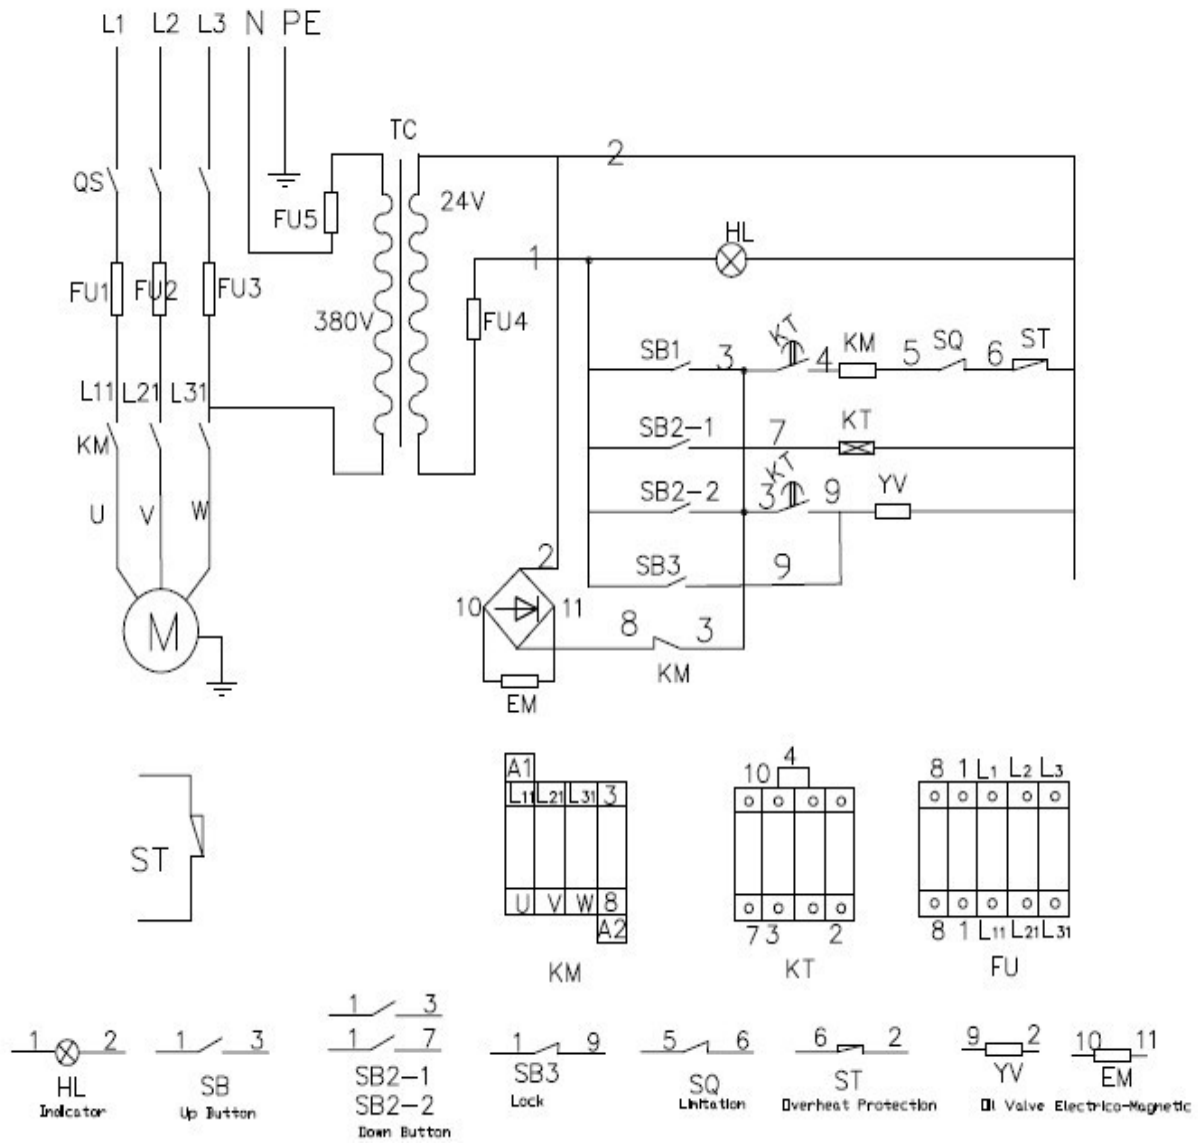 L1 L2 L3 N PE
TC
2
QS
24V
FU5
HL
1
FU1 FU2 FU3
380V
FU4
KT
SB1 3 4 KM 5 SQ 6 ST
L11 L21 L31
KM
SB2-1 7 KT
KT
SB2-2 3 9 YV
U V W
2
SB3 9
10 11
M
8 3
KM
EM
A1
4
10
8 1 L1 L2 L3
L11 L21 L31 3
ST
U V W 8
A2
7 3 2
8 1 L11 L21 L31
KM
KT
FU
1 3
1 2
1 3
1 7
1 9
5 6
6 2
9 2
10 11
HL
SB
SB2-1
SB2-2
SB3
SQ
ST
YV
EM
Indicator
Up Button
Down Button
Lock
Limitation
Overheat Protection
Oil Valve
Electrico-Magnetic